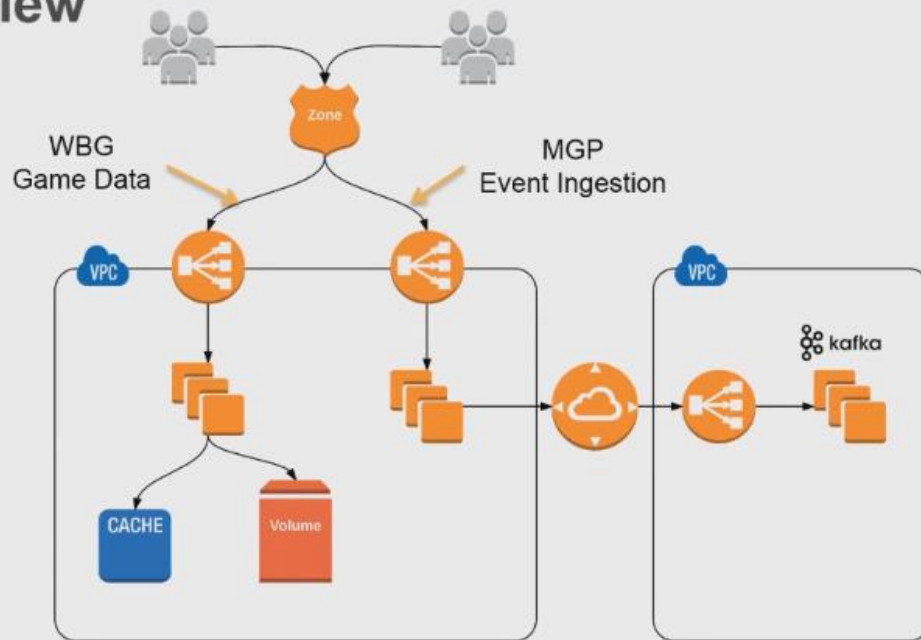 iew
Zone
WBG
Game Data
MGP
Event Ingestion
VPC
VPC
kafka
CACHE
Volume